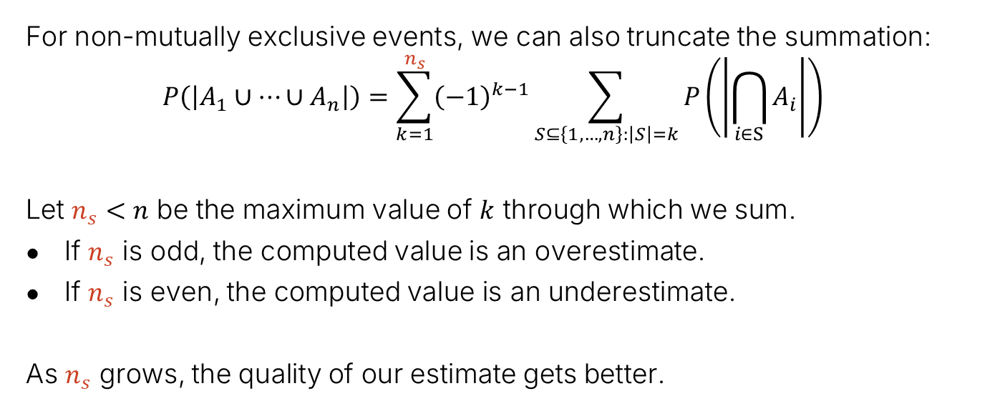 For non-mutually exclusive events, we can also truncate the summation:
$P(|A_1 \cup \cdots \cup A_n|) = \sum_{k=1}^{n_s} (-1)^{k-1} \sum_{S \subseteq \{1,\ldots,n\}:|S|=k} P\left(\left|\bigcap_{i \in S} A_i\right|\right)$
Let $n_s < n$ be the maximum value of $k$ through which we sum.
• If $n_s$ is odd, the computed value is an overestimate.
• If $n_s$ is even, the computed value is an underestimate.
As $n_s$ grows, the quality of our estimate gets better.